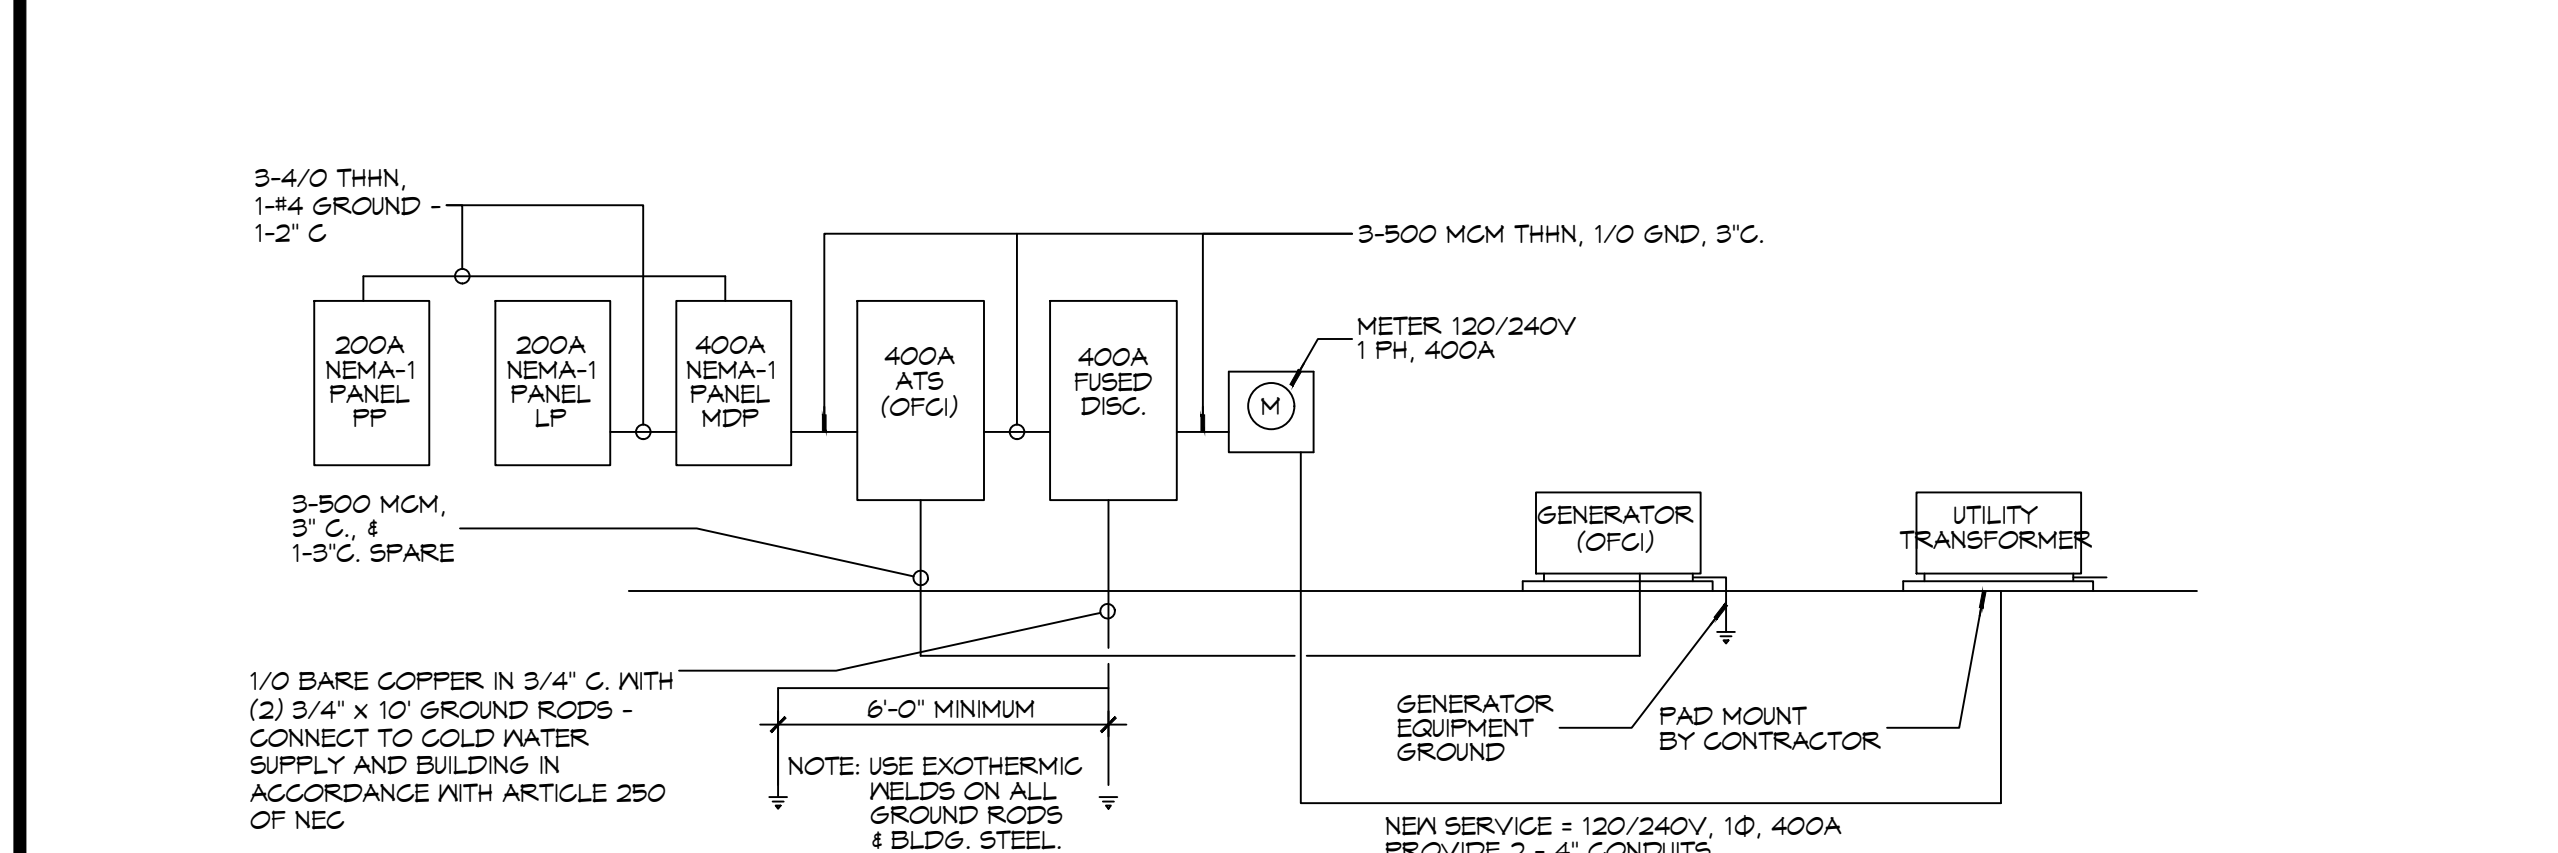 3-4/0 THHN,
1-#4 GROUND -
1-2" C
3-500 MCM THHN, 1/0 GND, 3"C.
METER 120/240V
1 PH, 400A
200A
NEMA-1
PANEL
PP
200A
NEMA-1
PANEL
LP
400A
NEMA-1
PANEL
MDP
400A
ATS
(OFCI)
400A
FUSED
DISC.
M
3-500 MCM,
3" C., &
1-3"C. SPARE
GENERATOR
(OFCI)
UTILITY
TRANSFORMER
1/0 BARE COPPER IN 3/4" C. WITH
(2) 3/4" x 10' GROUND RODS -
CONNECT TO COLD WATER
SUPPLY AND BUILDING IN
ACCORDANCE WITH ARTICLE 250
OF NEC
6'-0" MINIMUM
NOTE: USE EXOTHERMIC
WELDS ON ALL
GROUND RODS
& BLDG. STEEL.
GENERATOR
EQUIPMENT
GROUND
PAD MOUNT
BY CONTRACTOR
NEW SERVICE = 120/240V, 1Φ, 400A
PROVIDE 2 - 4" CONDUITS